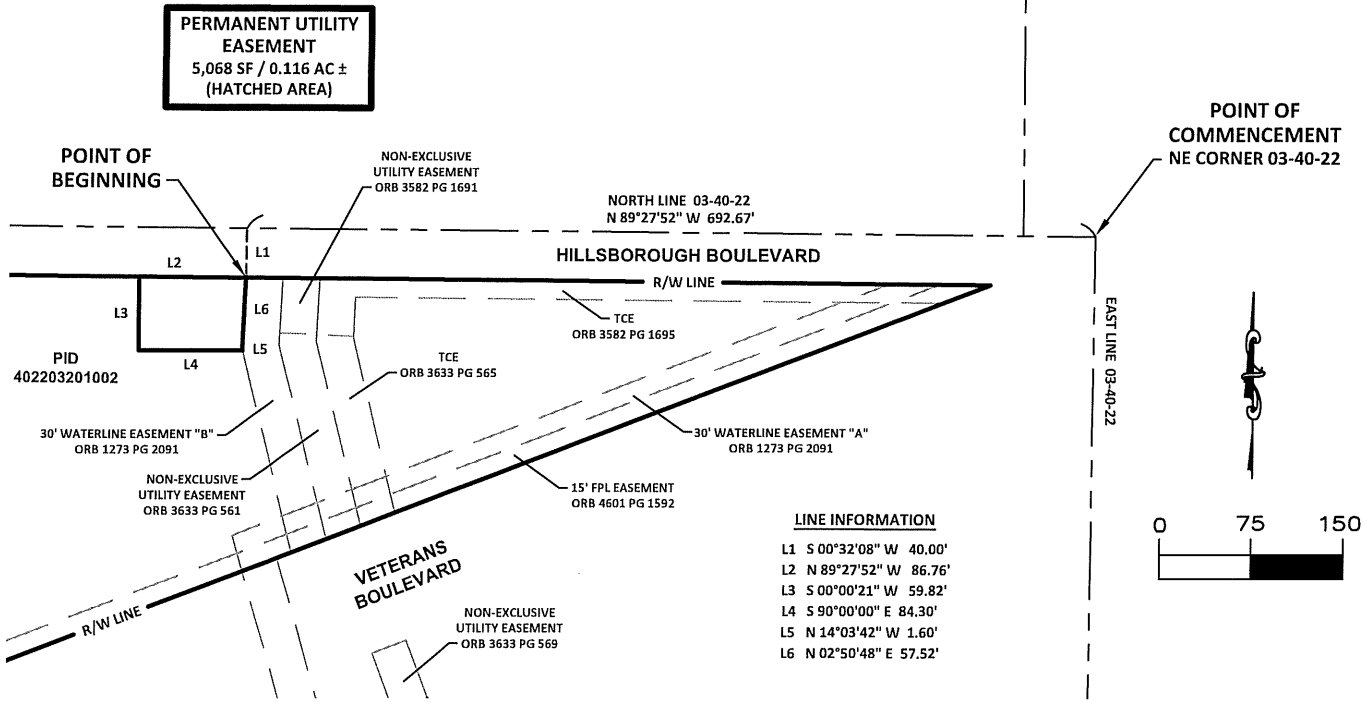 PERMANENT UTILITY
EASEMENT
5,068 SF / 0.116 AC ±
(HATCHED AREA)
POINT OF
COMMENCEMENT
NE CORNER 03-40-22
POINT OF
BEGINNING
NON-EXCLUSIVE
UTILITY EASEMENT
ORB 3582 PG 1691
NORTH LINE 03-40-22
N 89°27'52" W 692.67'
L1
L2
HILLSBOROUGH BOULEVARD
R/W LINE
L3
L6
L5
L4
TCE
ORB 3582 PG 1695
EAST LINE 03-40-22
PID
402203201002
TCE
ORB 3633 PG 565
30' WATERLINE EASEMENT "B"
ORB 1273 PG 2091
30' WATERLINE EASEMENT "A"
ORB 1273 PG 2091
NON-EXCLUSIVE
UTILITY EASEMENT
ORB 3633 PG 561
15' FPL EASEMENT
ORB 4601 PG 1592
0 75 150
LINE INFORMATION
L1 S 00°32'08" W 40.00'
L2 N 89°27'52" W 86.76'
L3 S 00°00'21" W 59.82'
L4 S 90°00'00" E 84.30'
L5 N 14°03'42" W 1.60'
L6 N 02°50'48" E 57.52'
VETERANS
BOULEVARD
R/W LINE
NON-EXCLUSIVE
UTILITY EASEMENT
ORB 3633 PG 569